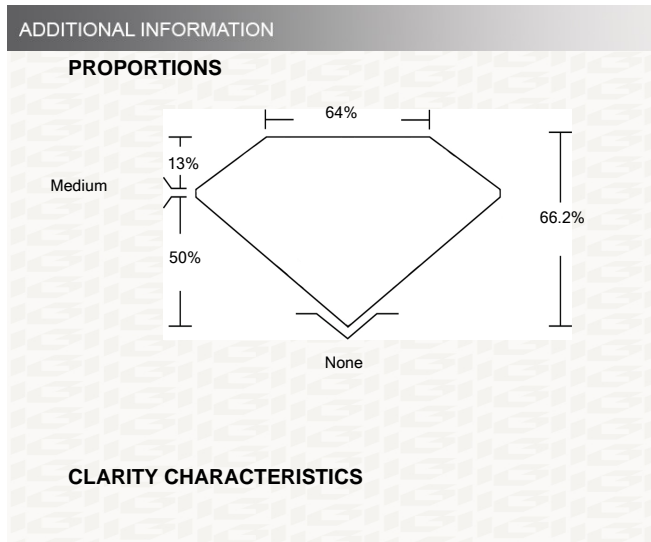 ADDITIONAL INFORMATION
PROPORTIONS
64%
13%
Medium
66.2%
50%
None
CLARITY CHARACTERISTICS